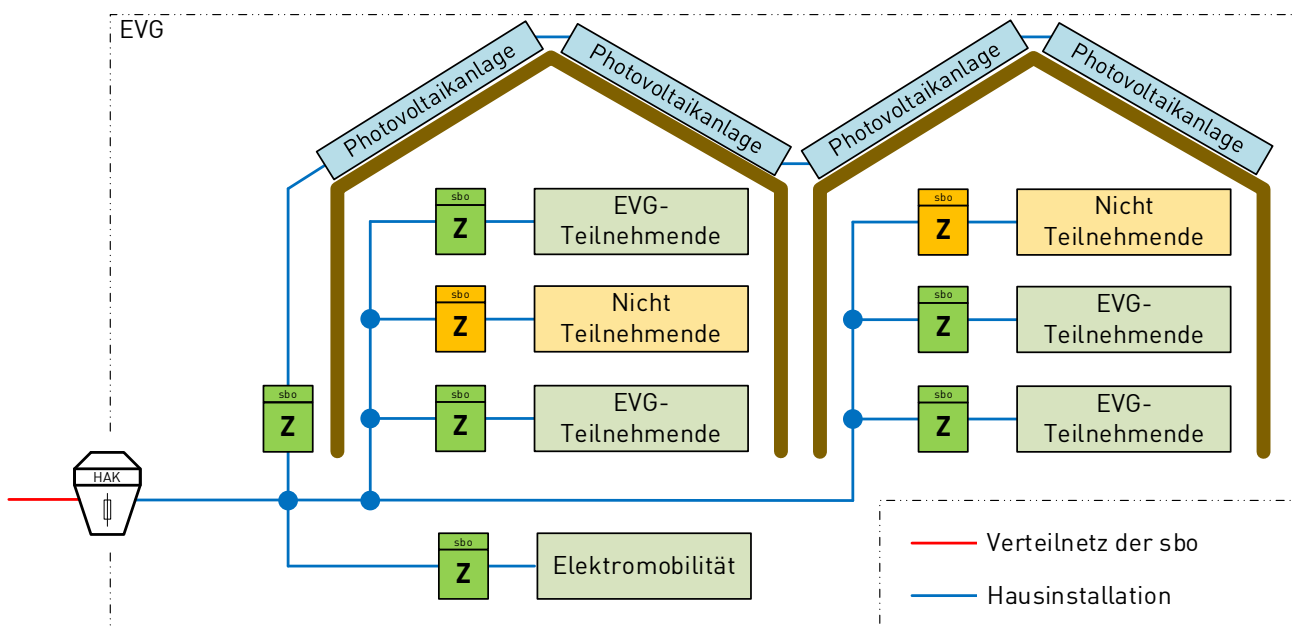 EVG
Photovoltaikanlage
Photovoltaikanlage
Photovoltaikanlage
Photovoltaikanlage
sbo
Z
EVG-
Teilnehmende
sbo
Z
Nicht
Teilnehmende
sbo
Z
Nicht
Teilnehmende
sbo
Z
EVG-
Teilnehmende
sbo
Z
sbo
Z
EVG-
Teilnehmende
sbo
Z
EVG-
Teilnehmende
HAK
sbo
Z
Elektromobilität
Verteilnetz der sbo
Hausinstallation